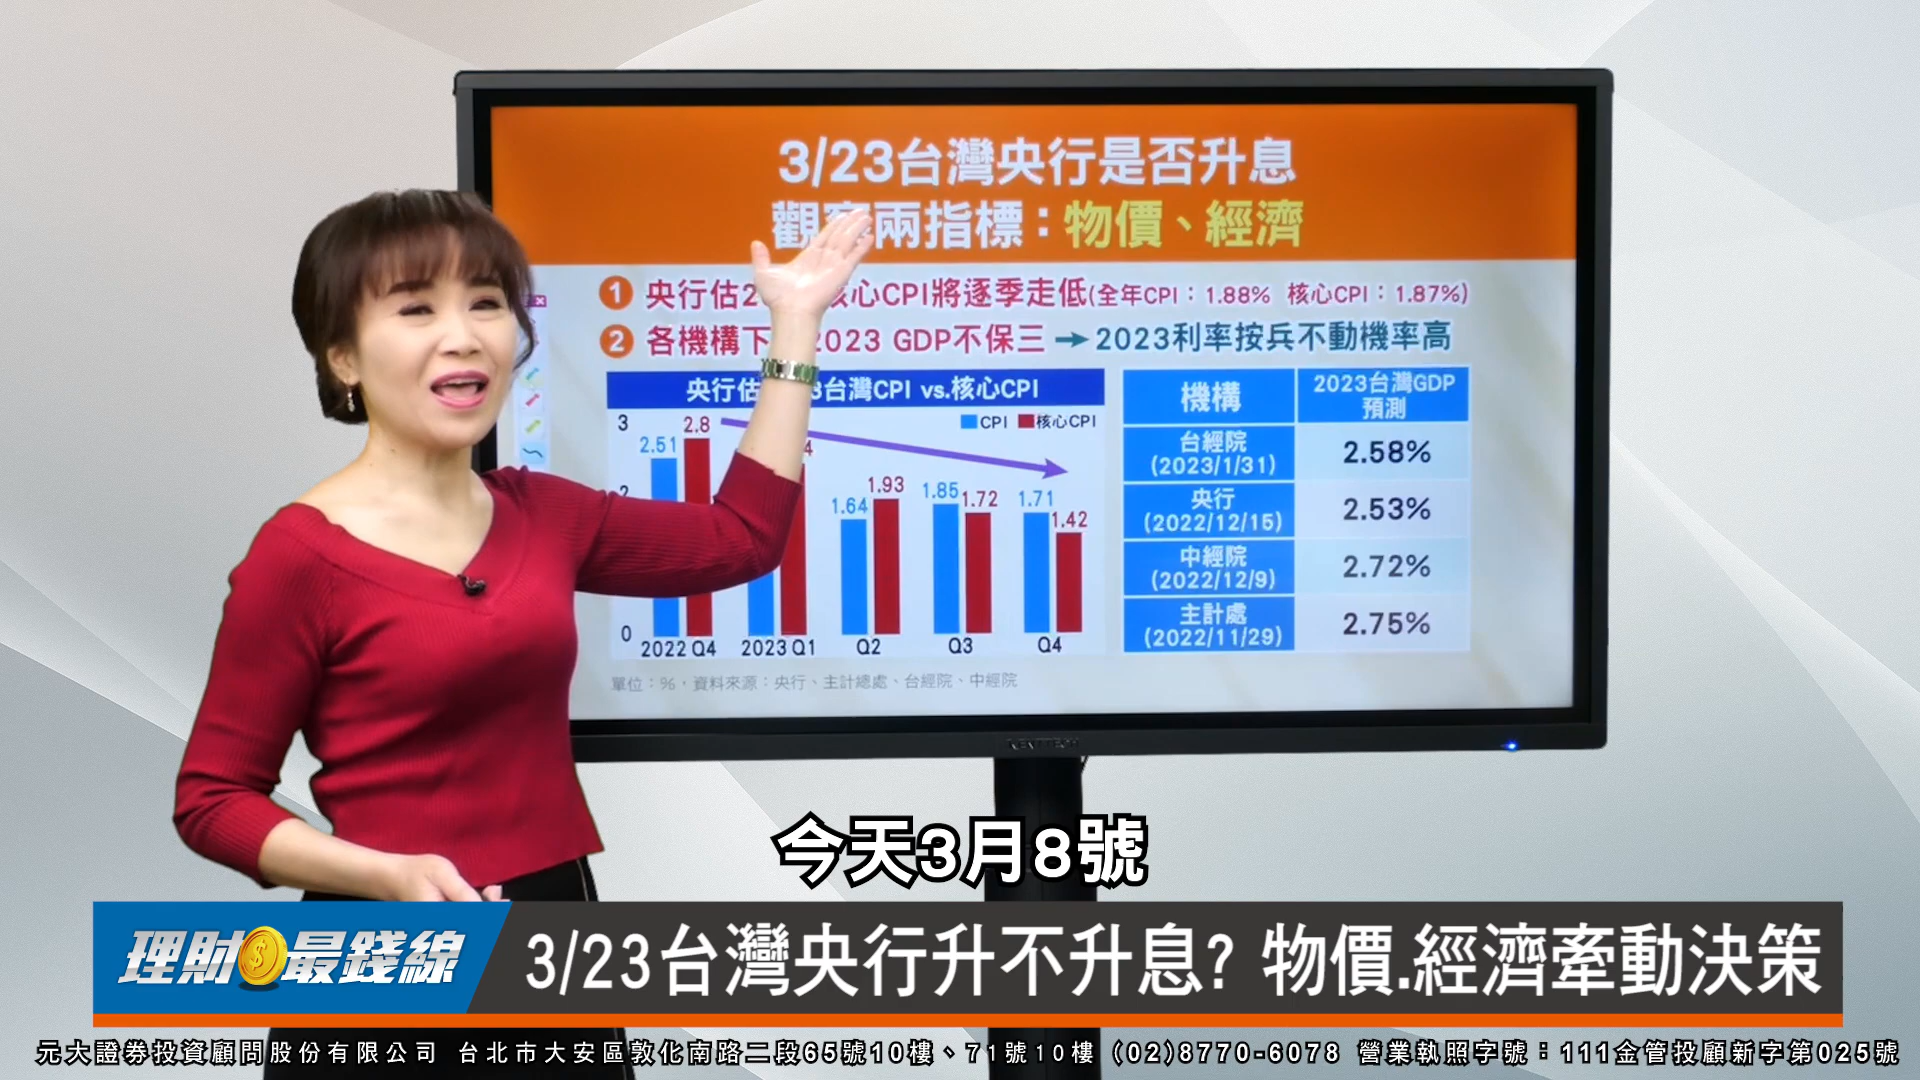 3/23台灣央行是否升息
觀察兩指標：物價、經濟
1 央行估2 核心CPI將逐季走低(全年CPI：1.88% 核心CPI：1.87%)
2 各機構下 2023 GDP不保三→2023利率按兵不動機率高
央行估 3台灣CPI vs.核心CPI
CPI 核心CPI
3
2
0
2.51 2.8
4
1.64 1.93
1.85 1.72
1.71 1.42
2022 Q4 2023 Q1 Q2 Q3 Q4
機構 2023台灣GDP預測
台經院(2023/1/31) 2.58%
央行(2022/12/15) 2.53%
中經院(2022/12/9) 2.72%
主計處(2022/11/29) 2.75%
單位：%，資料來源：央行、主計總處、台經院、中經院
今天3月8號
理財最錢線 3/23台灣央行升不升息? 物價.經濟牽動決策
元大證券投資顧問股份有限公司 台北市大安區敦化南路二段65號10樓、71號10樓 (02)8770-6078 營業執照字號：111金管投顧新字第025號